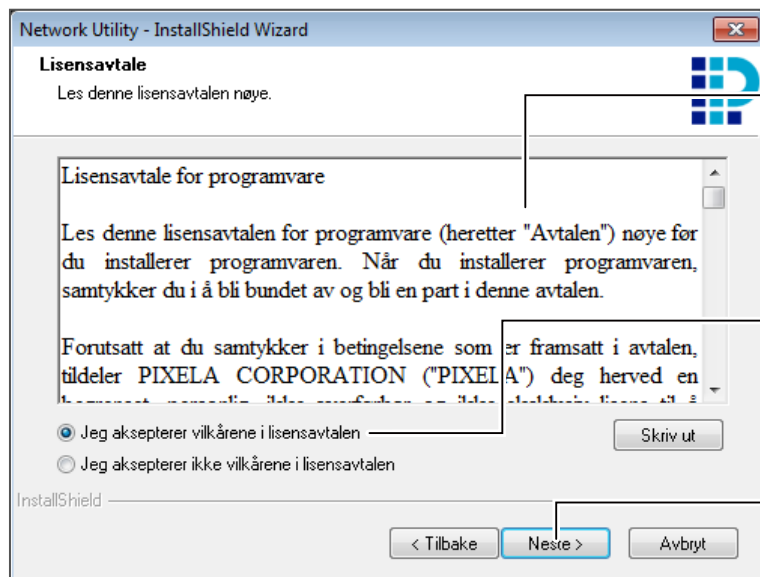 Network Utility - InstallShield Wizard
Lisensavtale
Les denne lisensavtalen nøye.
Lisensavtale for programvare
Les denne lisensavtalen for programvare (heretter "Avtalen") nøye før
du installerer programvaren. Når du installerer programvaren,
samtykker du i å bli bundet av og bli en part i denne avtalen.
Forutsatt at du samtykker i betingelsene som er framsatt i avtalen,
tildeler PIXELA CORPORATION ("PIXELA") deg herved en
Jeg aksepterer vilkårene i lisensavtalen
Skriv ut
Jeg aksepterer ikke vilkårene i lisensavtalen
InstallShield
< Tilbake
Neste >
Avbryt